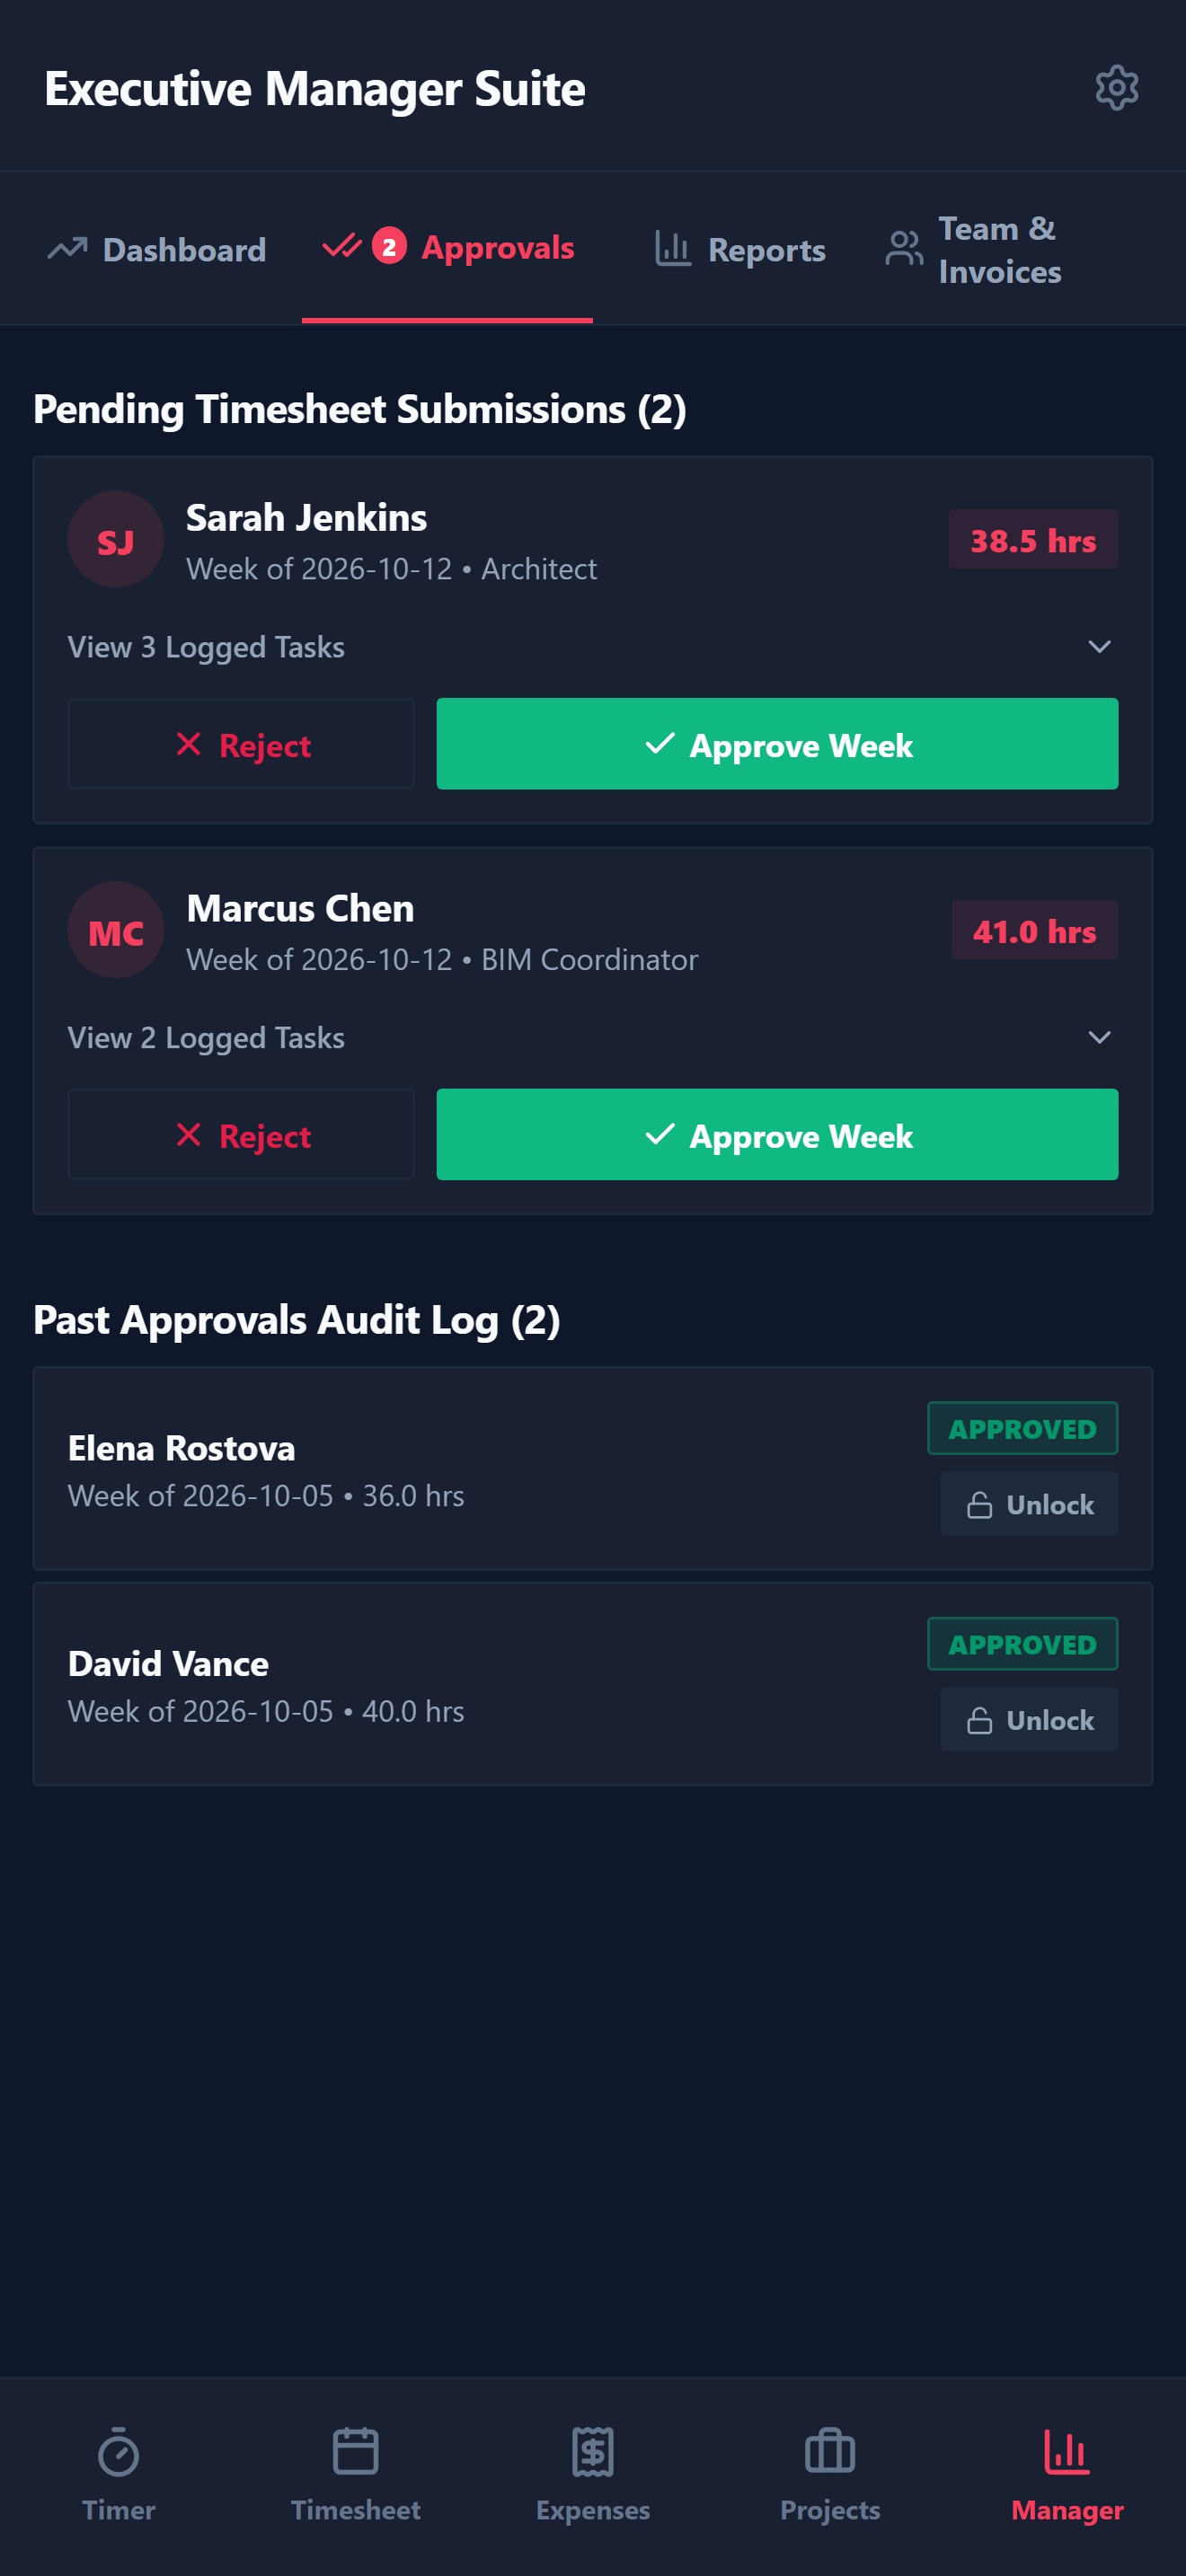 Executive Manager Suite
Dashboard
2 Approvals
Reports
Team &
Invoices
Pending Timesheet Submissions (2)
SJ
Sarah Jenkins
38.5 hrs
Week of 2026-10-12 • Architect
View 3 Logged Tasks
Reject
Approve Week
MC
Marcus Chen
41.0 hrs
Week of 2026-10-12 • BIM Coordinator
View 2 Logged Tasks
Reject
Approve Week
Past Approvals Audit Log (2)
Elena Rostova
Week of 2026-10-05 • 36.0 hrs
APPROVED
Unlock
David Vance
Week of 2026-10-05 • 40.0 hrs
APPROVED
Unlock
Timer
Timesheet
Expenses
Projects
Manager